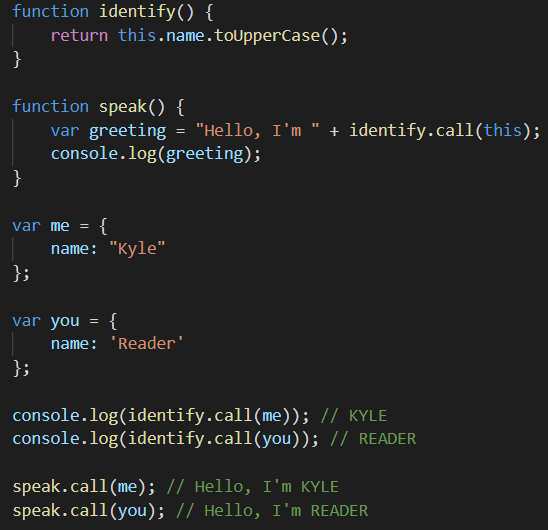 function identify() {
    return this.name.toUpperCase();
}

function speak() {
    var greeting = "Hello, I'm " + identify.call(this);
    console.log(greeting);
}

var me = {
    name: "Kyle"
};

var you = {
    name: 'Reader'
};

console.log(identify.call(me)); // KYLE
console.log(identify.call(you)); // READER

speak.call(me); // Hello, I'm KYLE
speak.call(you); // Hello, I'm READER